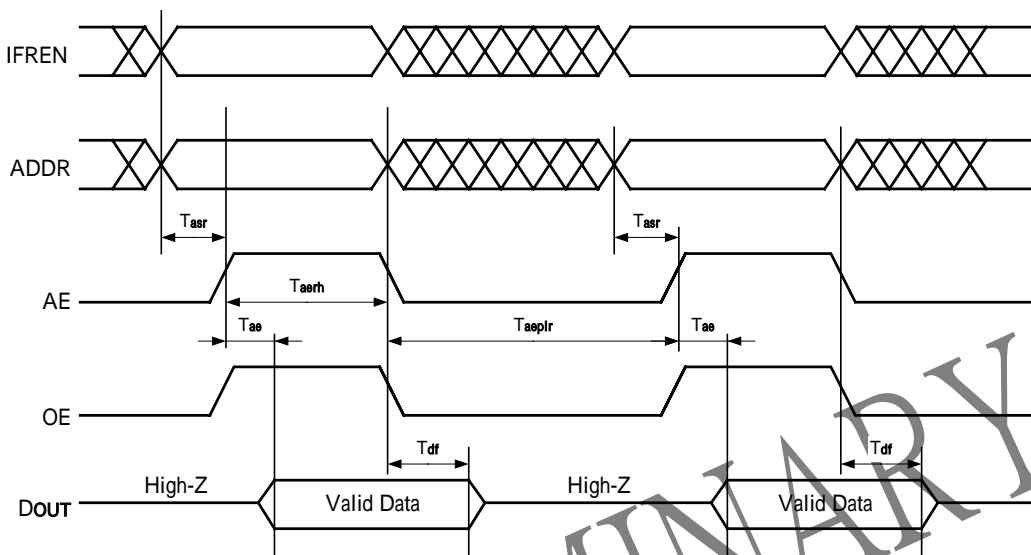 IFREN
ADDR
Tasr
Tasr
AE
Taerh
Tae
Taeplr
Tae
OE
Tdf
Tdf
DOUT
High-Z
Valid Data
High-Z
Valid Data
MINARY